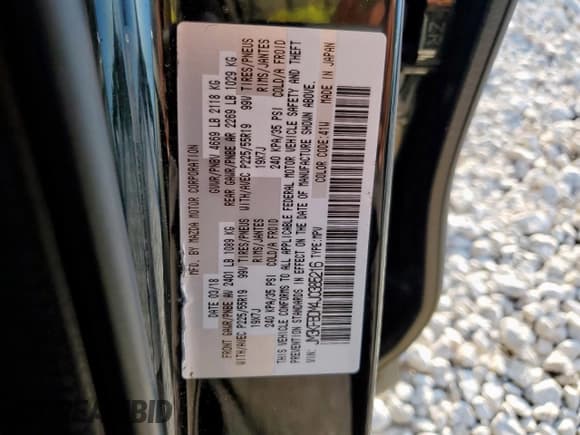 MFD. BY MAZDA MOTOR CORPORATION
DATE 03/18 GVWR/PNBV 4669 LB 2118 KG
FRONT GAWR/PNBE AV 2401 LB 1089 KG REAR GAWR/PNBE AR 2269 LB 1029 KG
WITH/AVEC P225/55R19 99V TIRES/PNEUS WITH/AVEC P225/55R19 99V TIRES/PNEUS
19X7J RIMS/JANTES 19X7J RIMS/JANTES
240 KPA/35 PSI COLD/A FROID 240 KPA/35 PSI COLD/A FROID
THIS VEHICLE CONFORMS TO ALL APPLICABLE FEDERAL MOTOR VEHICLE SAFETY AND THEFT
PREVENTION STANDARDS IN EFFECT ON THE DATE OF MANUFACTURE SHOWN ABOVE.
VIN: JM3KFBDM4J0386216 TYPE:MPV COLOR CODE:41W MADE IN JAPAN